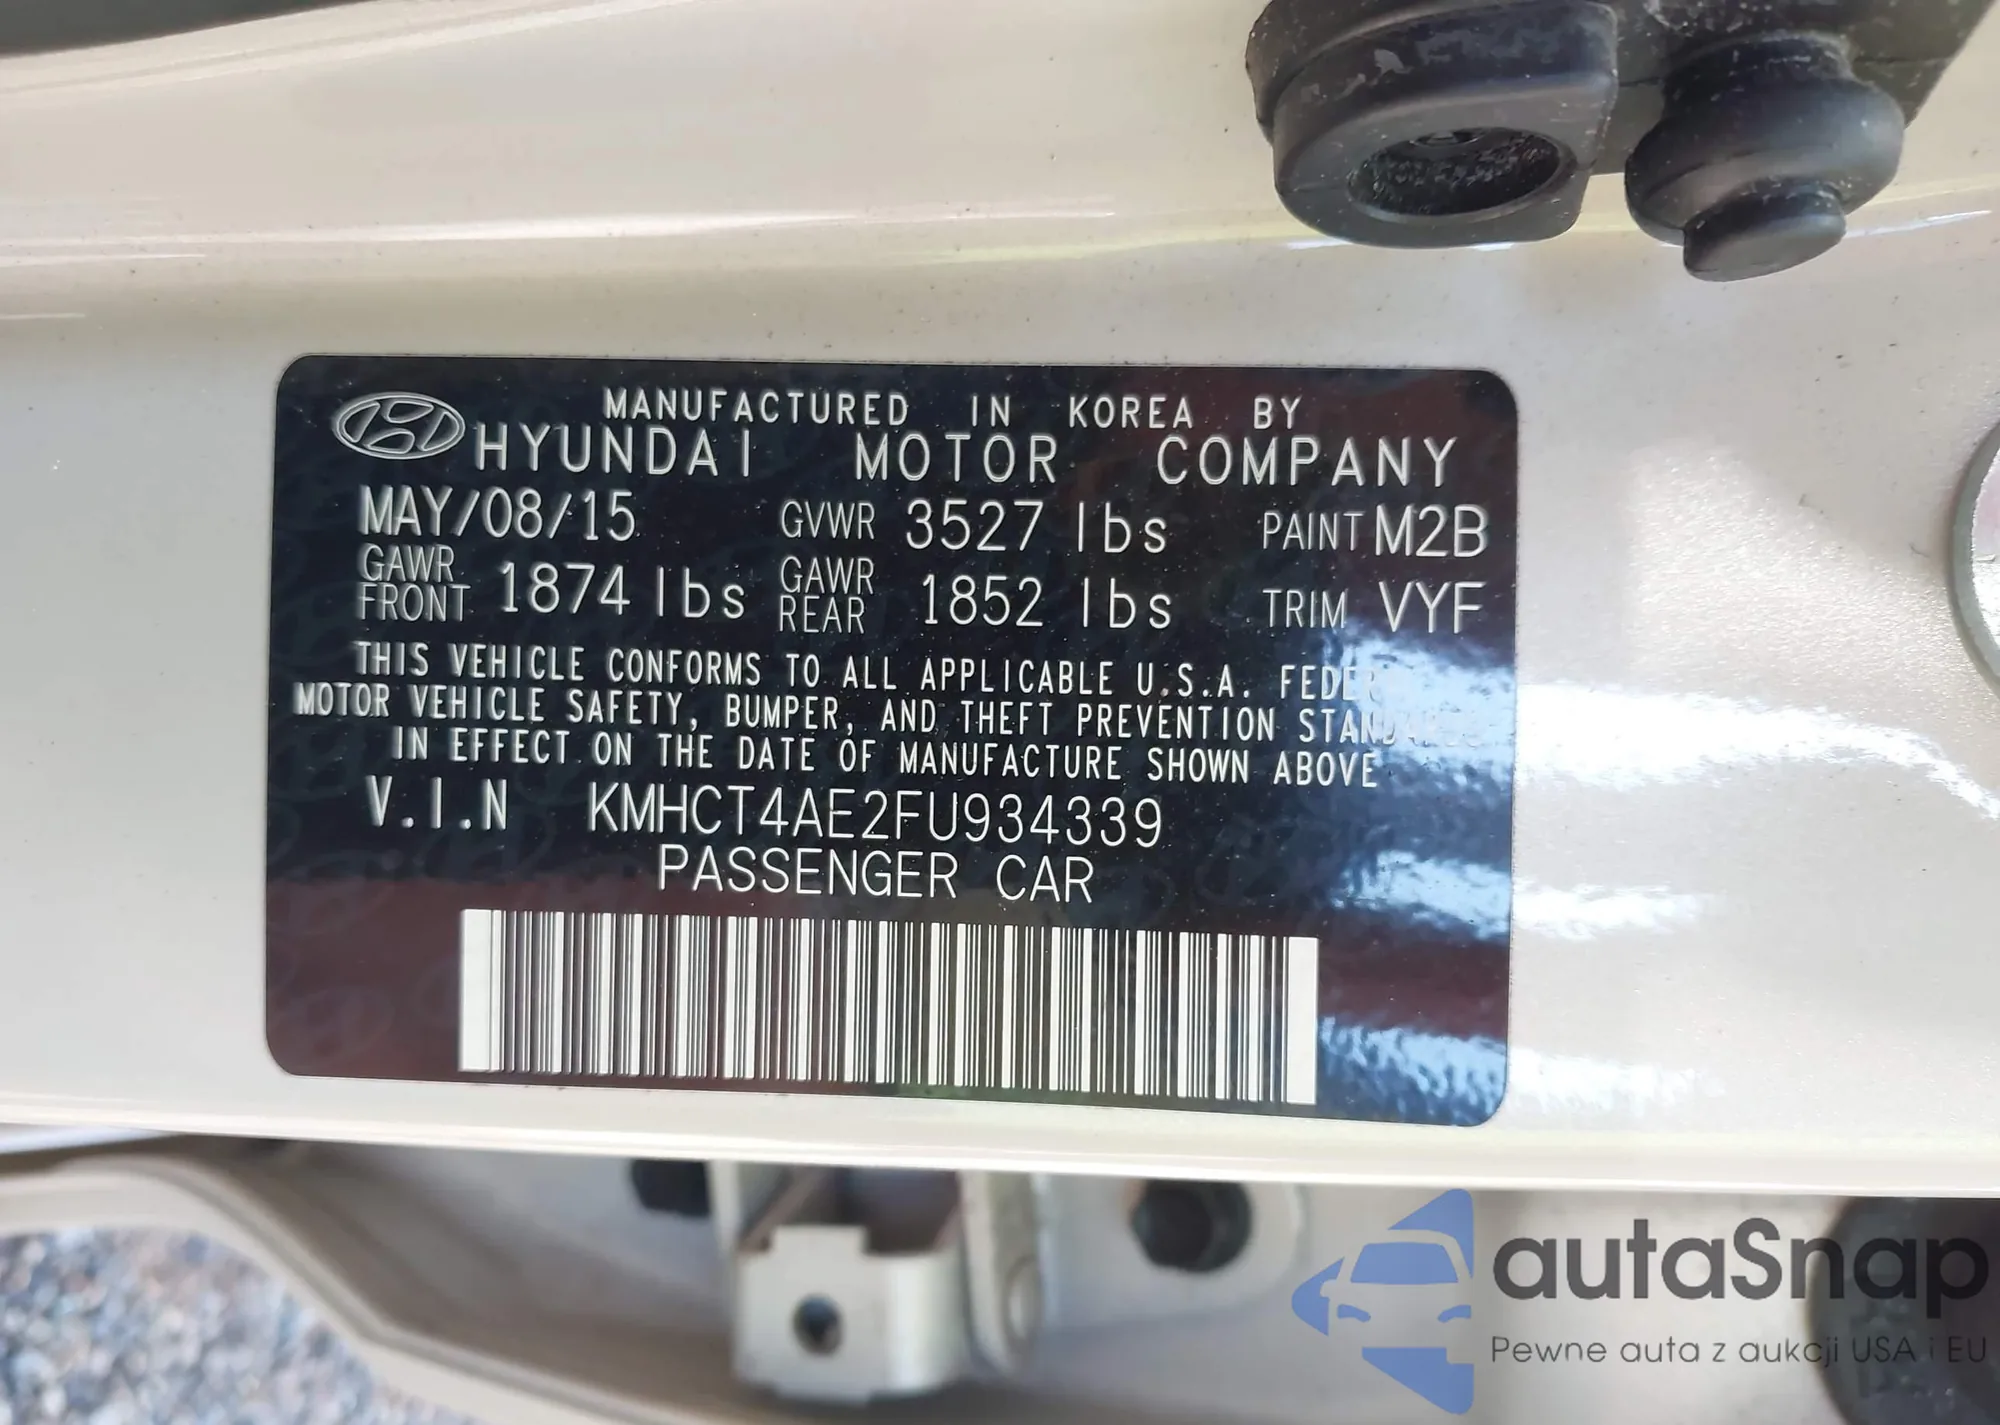 MANUFACTURED IN KOREA BY
HYUNDAI MOTOR COMPANY
MAY/08/15 GVWR 3527 lbs PAINT M2B
GAWR FRONT 1874 lbs GAWR REAR 1852 lbs TRIM VYF
THIS VEHICLE CONFORMS TO ALL APPLICABLE U.S.A. FEDERAL
MOTOR VEHICLE SAFETY, BUMPER, AND THEFT PREVENTION STANDARDS
IN EFFECT ON THE DATE OF MANUFACTURE SHOWN ABOVE
V.I.N KMHCT4AE2FU934339
PASSENGER CAR
autaSnap
Pewne auta z aukcji USA i EU